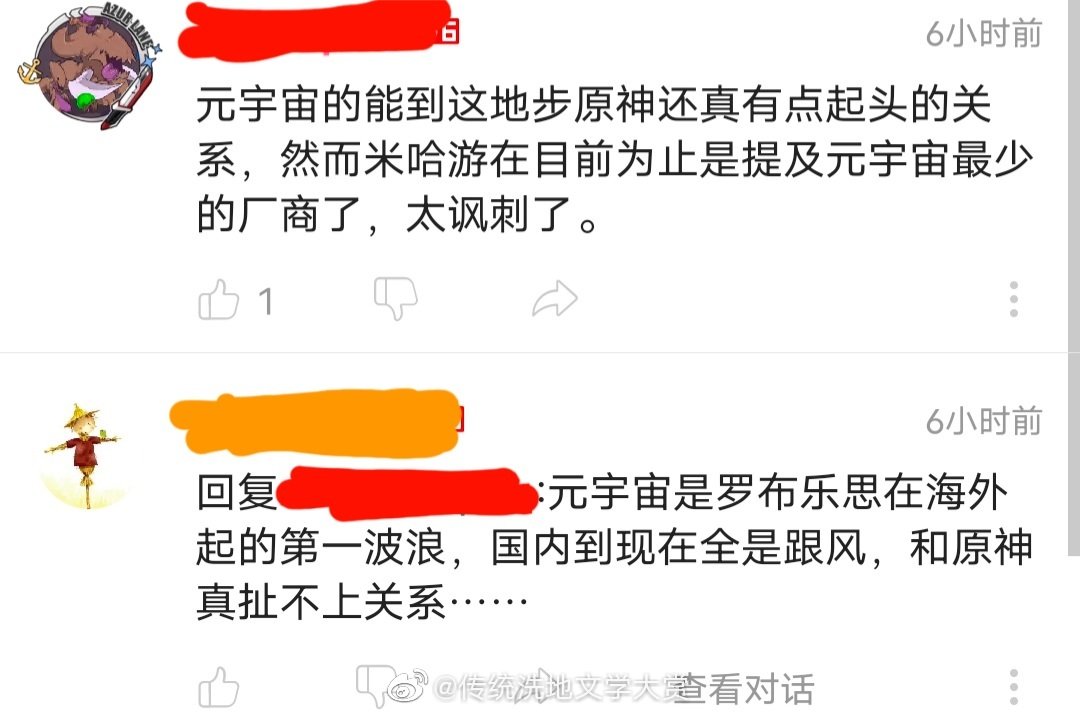 AZUR LANE
6
6小时前
元宇宙的能到这地步原神还真有点起头的关
系，然而米哈游在目前为止是提及元宇宙最少
的厂商了，太讽刺了。
1
6小时前
回复:元宇宙是罗布乐思在海外
起的第一波浪，国内到现在全是跟风，和原神
真扯不上关系……
@传统洗地文学大赏
查看对话